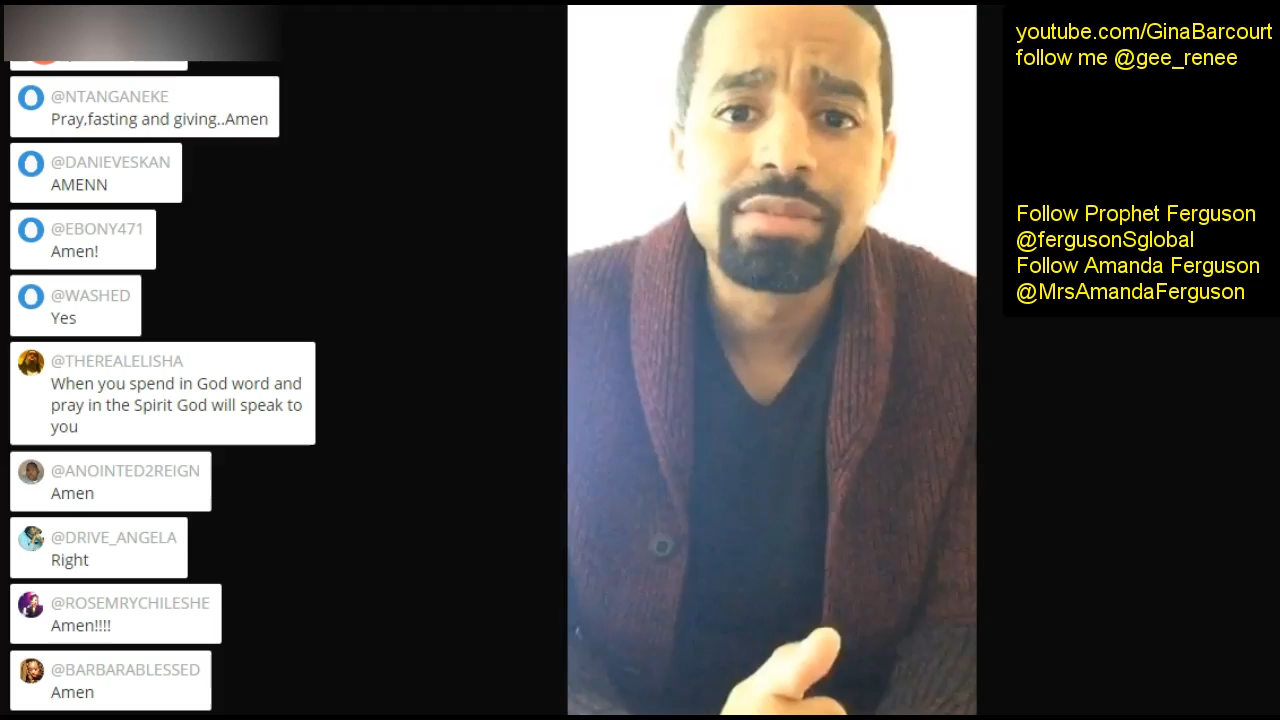 @NTANGANEKE
Pray,fasting and giving..Amen
@DANIEVESKAN
AMENN
@EBONY471
Amen!
@WASHED
Yes
@THEREALELISHA
When you spend in God word and
pray in the Spirit God will speak to
you
@ANOINTED2REIGN
Amen
@DRIVE_ANGELA
Right
@ROSEMRYCHILESHE
Amen!!!!
@BARBARABLESSED
Amen
youtube.com/GinaBarcourt
follow me @gee_renee
Follow Prophet Ferguson
@fergusonSglobal
Follow Amanda Ferguson
@MrsAmandaFerguson